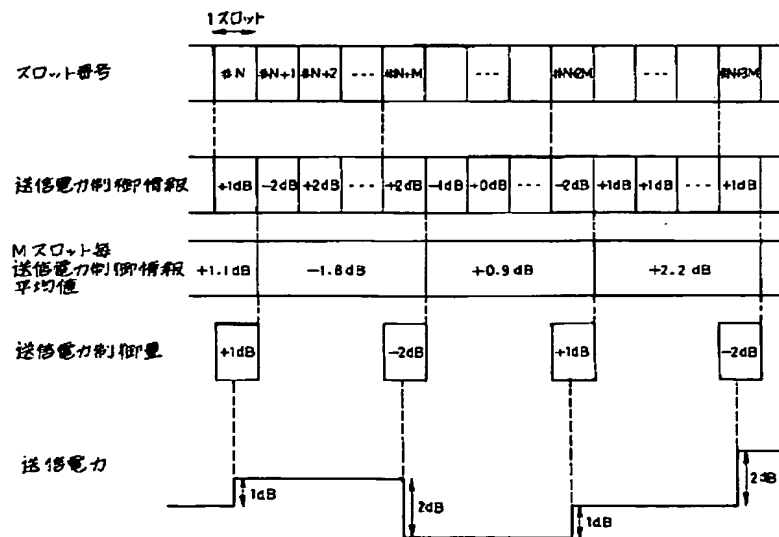 1スロット
スロット番号
#N #N+1 #N+2 --- #N+M --- #N+2M --- #N+3M
送信電力制御情報
+1dB -2dB +2dB --- +2dB -1dB +0dB --- -2dB +1dB +1dB --- +1dB
Mスロット毎
送信電力制御情報
平均値
+1.1dB -1.8dB +0.9dB +2.2dB
送信電力制御量
+1dB -2dB +1dB -2dB
送信電力
1dB 2dB 1dB 2dB